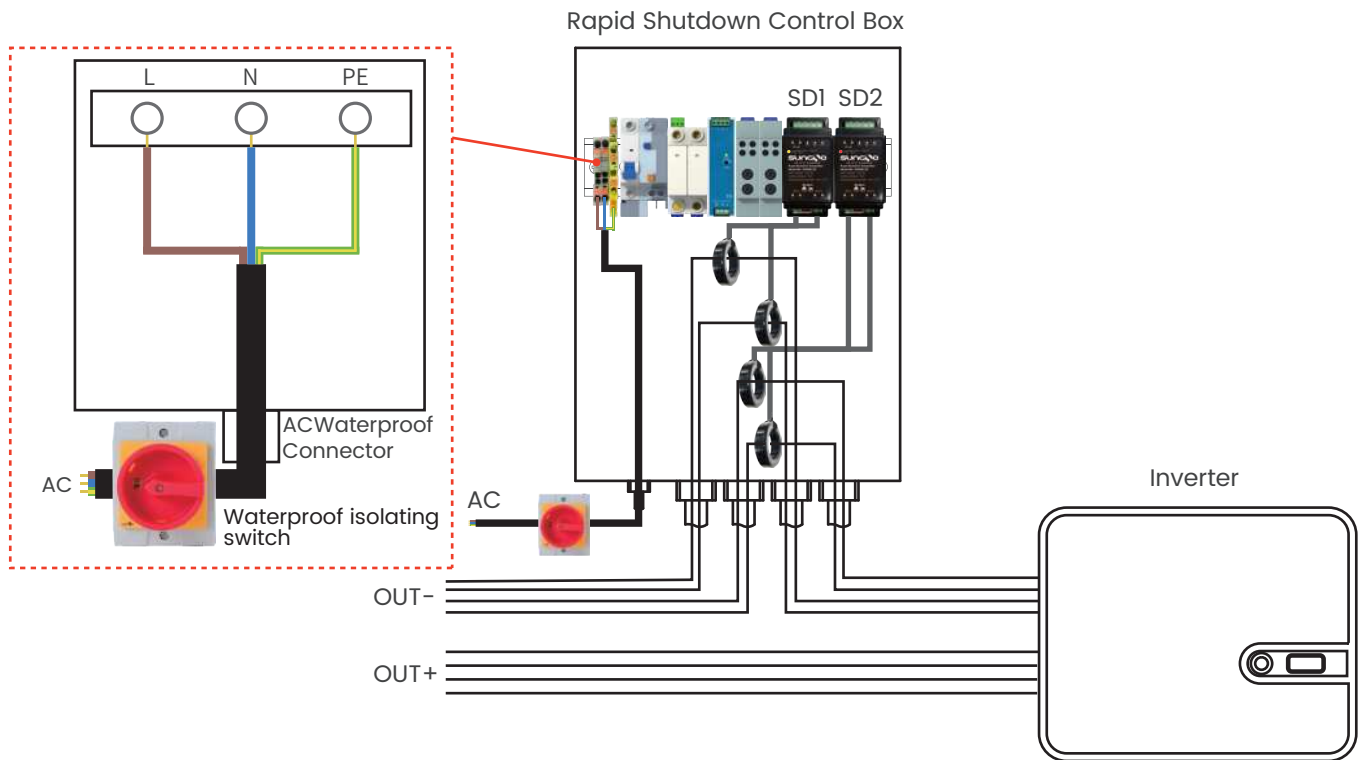 Rapid Shutdown Control Box
L N PE
SD1 SD2
ACWaterproof
Connector
AC
Waterproof isolating
switch
AC
Inverter
OUT-
OUT+